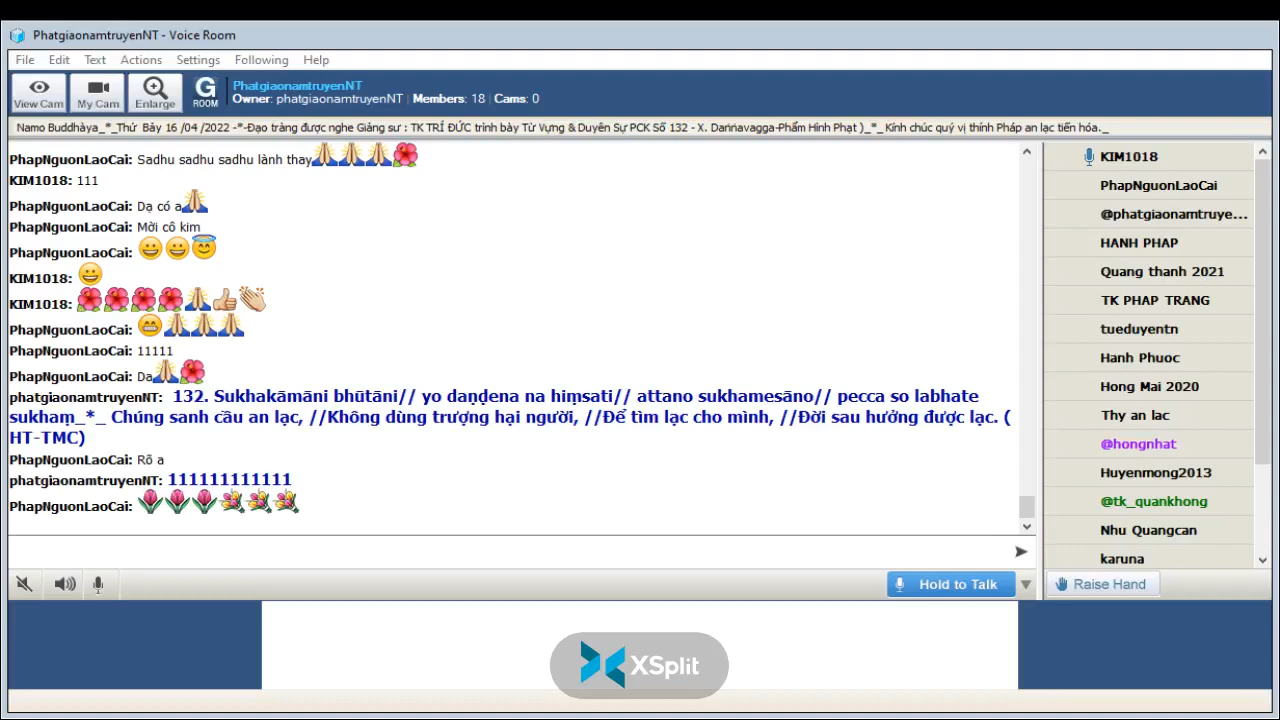 PhatgiaonamtruyenNT - Voice Room
File Edit Text Actions Settings Following Help
View Cam
My Cam
Enlarge
G
ROOM
PhatgiaonamtruyenNT
Owner: phatgiaonamtruyenNT | Members: 18 | Cams: 0
Namo Buddhàya_*_Thứ Bảy 16 /04 /2022 -*-Đạo tràng được nghe Giảng sư : TK TRÍ ĐỨC trình bày Từ Vựng & Duyên Sự PCK Số 132 - X. Daṇṇavagga-Phẩm Hình Phạt )_*_ Kính chúc quý vị thính Pháp an lạc tiến hóa._
PhapNguonLaoCai: Sadhu sadhu sadhu lành thay
KIM1018: 111
PhapNguonLaoCai: Dạ có a
PhapNguonLaoCai: Mời cô kim
PhapNguonLaoCai:
KIM1018:
KIM1018:
PhapNguonLaoCai:
PhapNguonLaoCai: 11111
PhapNguonLaoCai: Da
phatgiaonamtruyenNT: 132. Sukhakāmāni bhūtāni// yo daṇḍena na hiṃsati// attano sukhamesāno// pecca so labhate
sukhaṃ_*_ Chúng sanh cầu an lạc, //Không dùng trượng hại người, //Để tìm lạc cho mình, //Đời sau hưởng được lạc. (
HT-TMC)
PhapNguonLaoCai: Rõ a
phatgiaonamtruyenNT: 111111111111
PhapNguonLaoCai:
KIM1018
PhapNguonLaoCai
@phatgiaonamtruye...
HANH PHAP
Quang thanh 2021
TK PHAP TRANG
tueduyentn
Hanh Phuoc
Hong Mai 2020
Thy an lac
@hongnhat
Huyenmong2013
@tk_quankhong
Nhu Quangcan
karuna
Hold to Talk
Raise Hand
XSplit